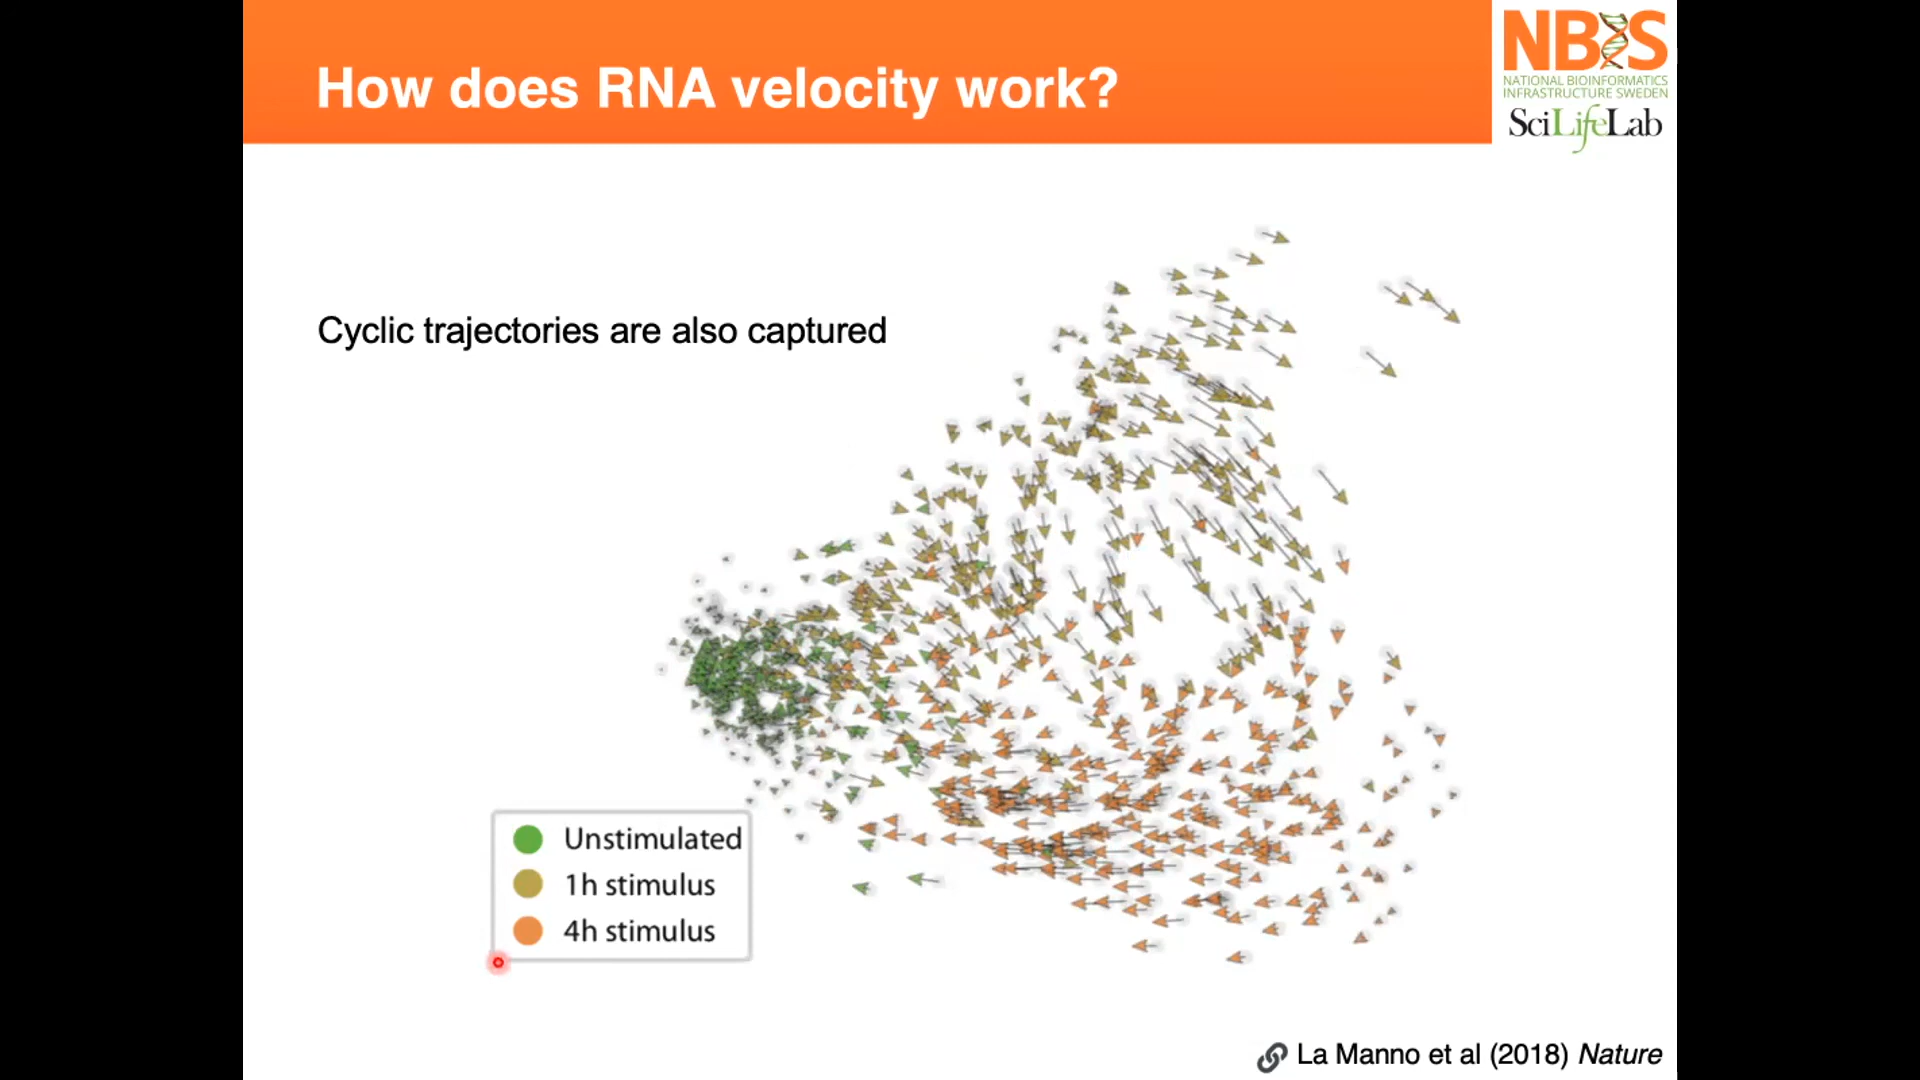 How does RNA velocity work?
NBIS
NATIONAL BIOINFORMATICS
INFRASTRUCTURE SWEDEN
SciLifeLab
Cyclic trajectories are also captured
Unstimulated
1h stimulus
4h stimulus
La Manno et al (2018) Nature